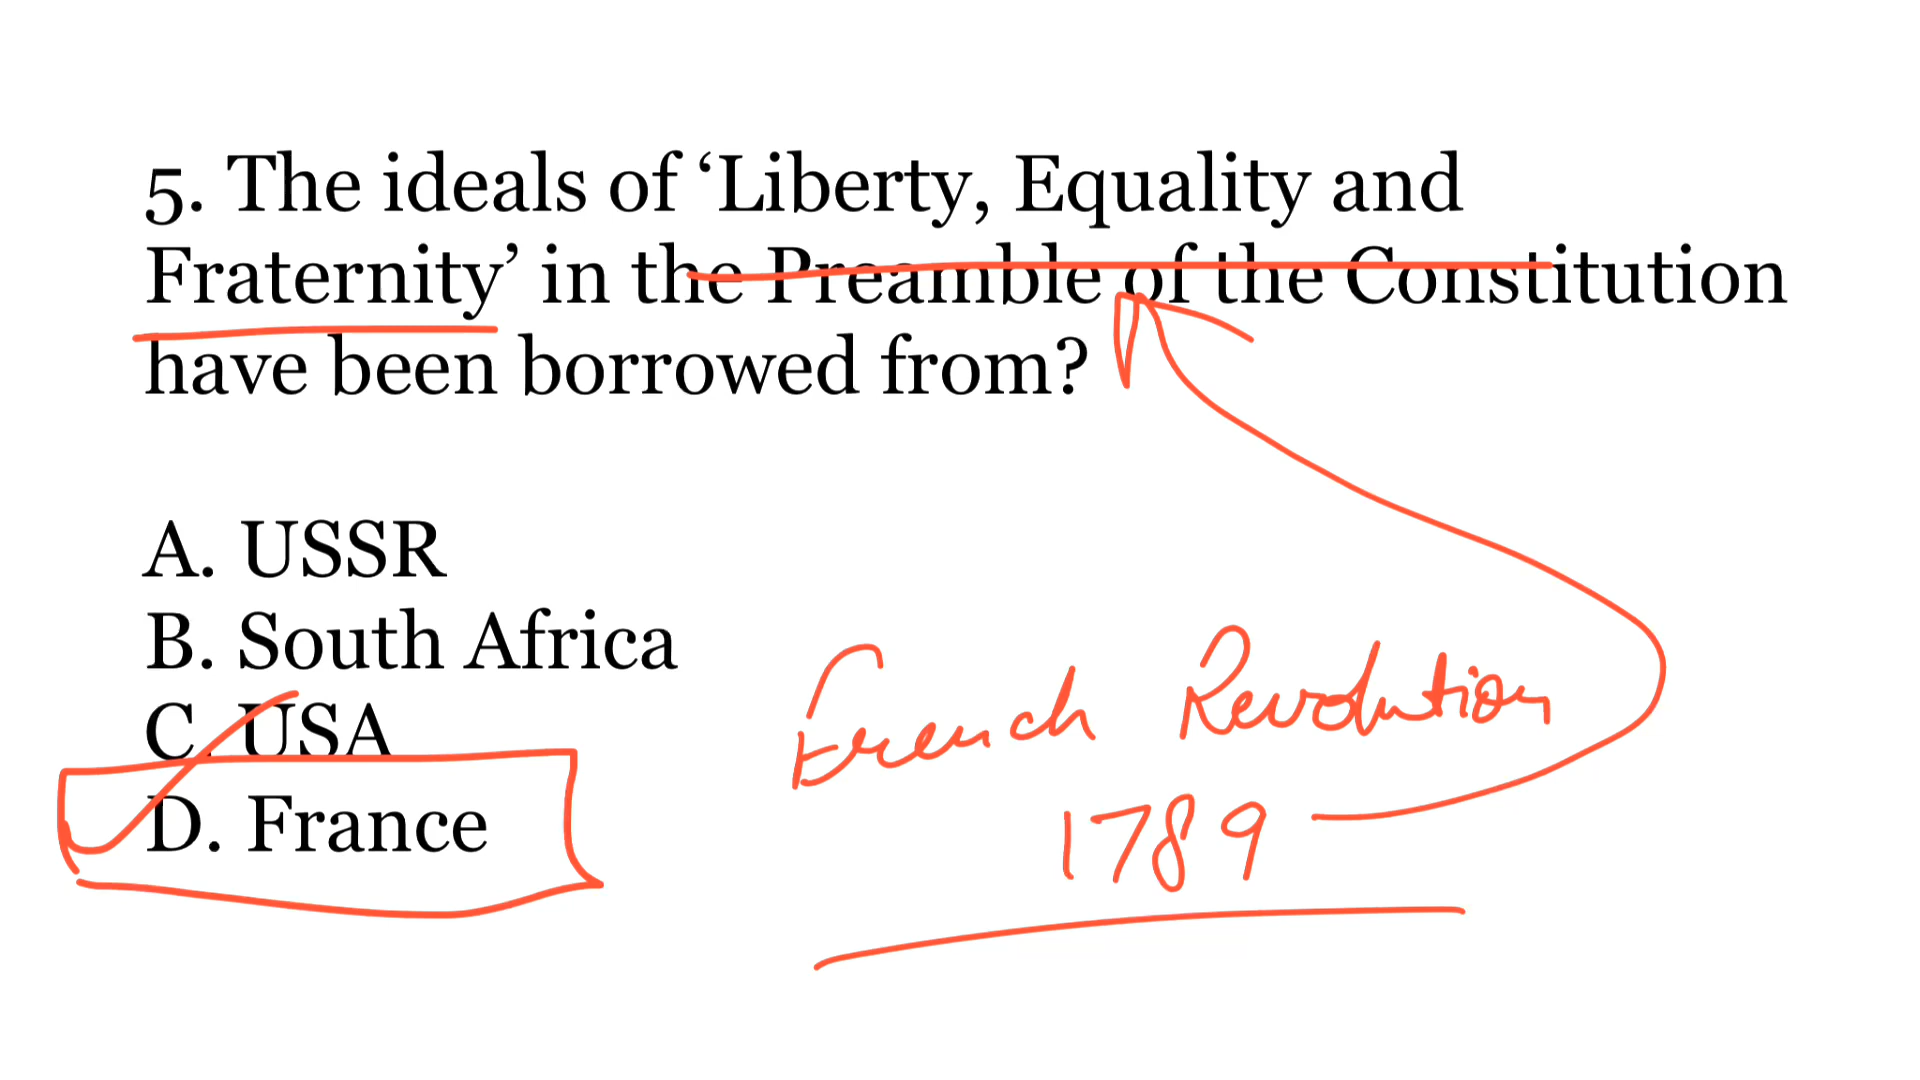 5. The ideals of ‘Liberty, Equality and
Fraternity’ in the Preamble of the Constitution
have been borrowed from?
A. USSR
B. South Africa
C. USA
D. France
French Revolution
1789